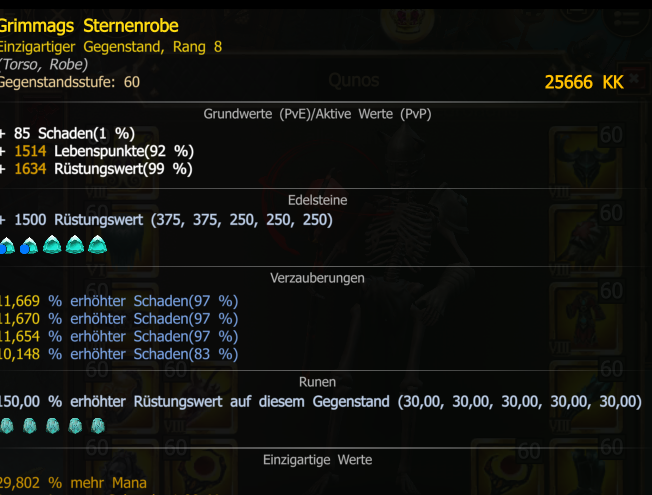 Grimmags Sternenrobe
Einzigartiger Gegenstand, Rang 8
(Torso, Robe)
Gegenstandsstufe: 60
Qunos
25666 KK
Grundwerte (PvE)/Aktive Werte (PvP)
+ 85 Schaden(1 %)
+ 1514 Lebenspunkte(92 %)
+ 1634 Rüstungswert(99 %)
Edelsteine
+ 1500 Rüstungswert (375, 375, 250, 250, 250)
Verzauberungen
11,669 % erhöhter Schaden(97 %)
11,670 % erhöhter Schaden(97 %)
11,654 % erhöhter Schaden(97 %)
10,148 % erhöhter Schaden(83 %)
Runen
150,00 % erhöhter Rüstungswert auf diesem Gegenstand (30,00, 30,00, 30,00, 30,00, 30,00)
Einzigartige Werte
29,802 % mehr Mana